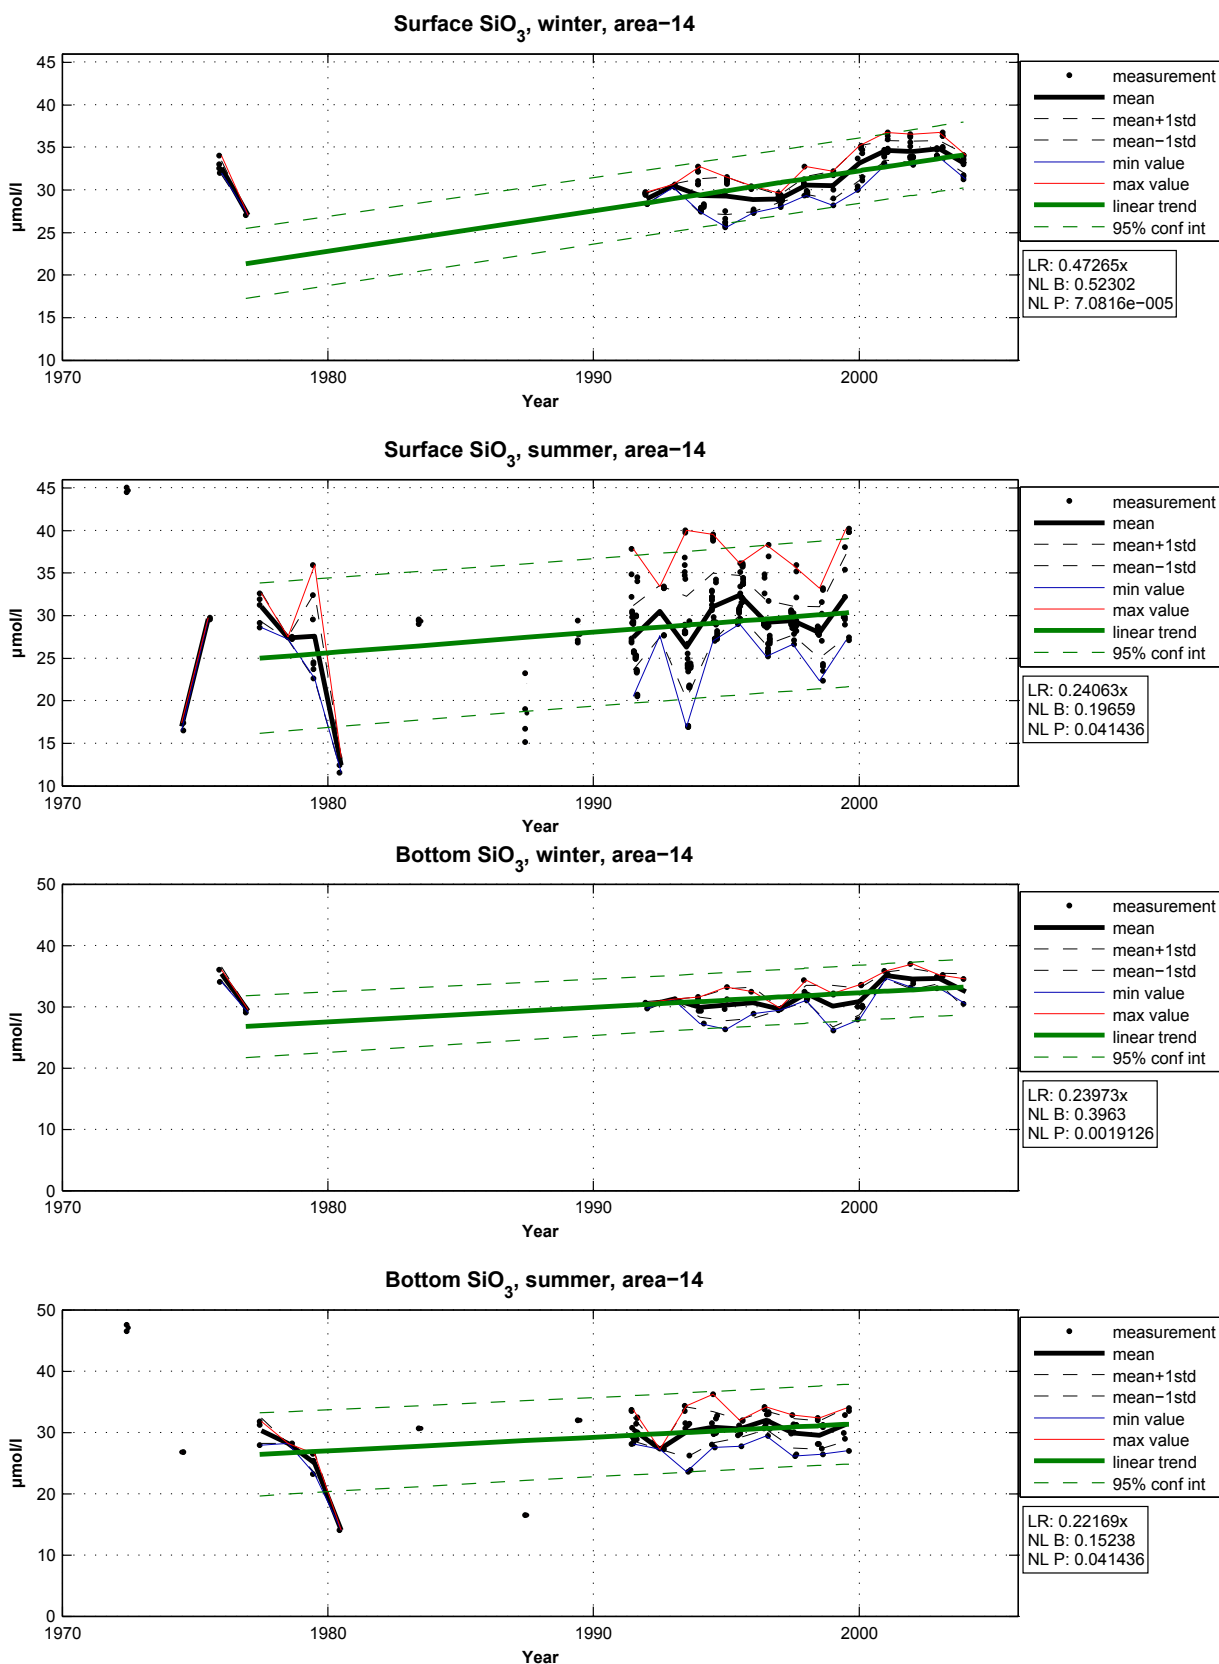 Surface SiO3, winter, area−14
45
40
35
30
25
20
15
10
µmol/l
1970
1980
1990
2000
Year
measurement
mean
mean+1std
mean−1std
min value
max value
linear trend
95% conf int
LR: 0.47265x
NL B: 0.52302
NL P: 7.0816e−005
Surface SiO3, summer, area−14
45
40
35
30
25
20
15
10
µmol/l
1970
1980
1990
2000
Year
measurement
mean
mean+1std
mean−1std
min value
max value
linear trend
95% conf int
LR: 0.24063x
NL B: 0.19659
NL P: 0.041436
Bottom SiO3, winter, area−14
50
40
30
20
10
0
µmol/l
1970
1980
1990
2000
Year
measurement
mean
mean+1std
mean−1std
min value
max value
linear trend
95% conf int
LR: 0.23973x
NL B: 0.3963
NL P: 0.0019126
Bottom SiO3, summer, area−14
50
40
30
20
10
0
µmol/l
1970
1980
1990
2000
Year
measurement
mean
mean+1std
mean−1std
min value
max value
linear trend
95% conf int
LR: 0.22169x
NL B: 0.15238
NL P: 0.041436